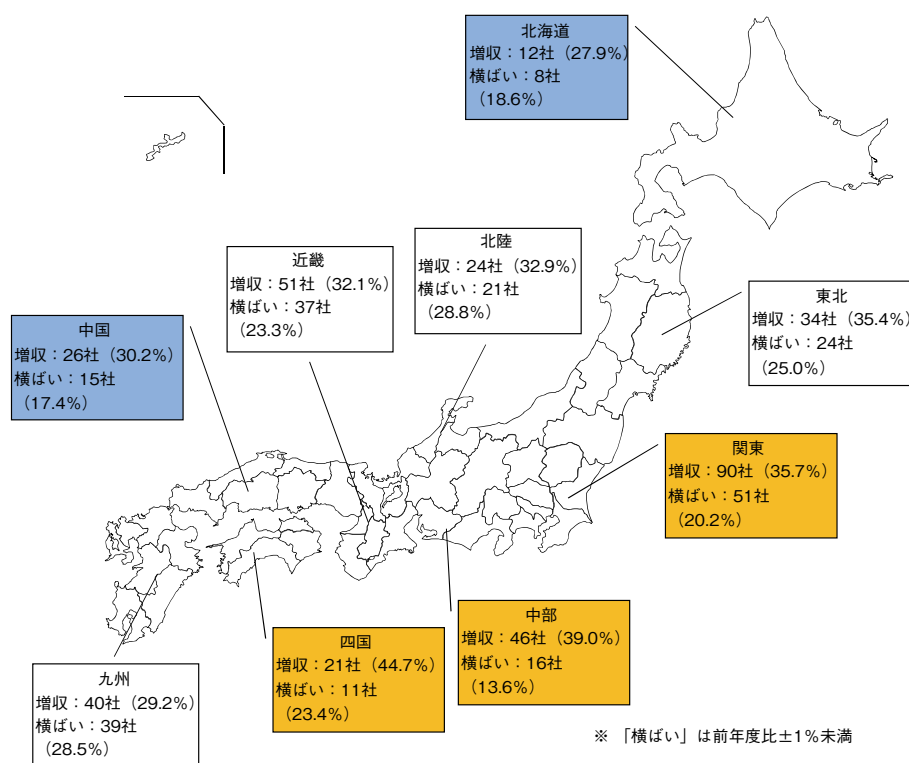 北海道
増収：12社（27.9%）
横ばい：8社
（18.6%）
北陸
増収：24社（32.9%）
横ばい：21社
（28.8%）
近畿
増収：51社（32.1%）
横ばい：37社
（23.3%）
東北
増収：34社（35.4%）
横ばい：24社
（25.0%）
中国
増収：26社（30.2%）
横ばい：15社
（17.4%）
関東
増収：90社（35.7%）
横ばい：51社
（20.2%）
中部
増収：46社（39.0%）
横ばい：16社
（13.6%）
四国
増収：21社（44.7%）
横ばい：11社
（23.4%）
九州
増収：40社（29.2%）
横ばい：39社
（28.5%）
※ 「横ばい」は前年度比±1%未満